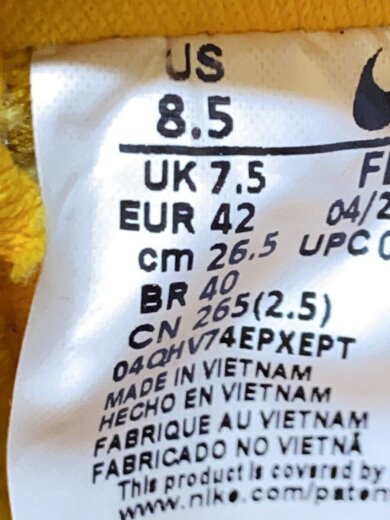 US
8.5
UK 7.5
EUR 42 04/2
cm 26.5 UPC
BR 40
CN 265(2.5)
04QHV74EPXEPT
MADE IN VIETNAM
HECHO EN VIETNAM
FABRIQUE AU VIETNAM
FABRICADO NO VIETNÃ
This product is covered by
www.nike.com/paten